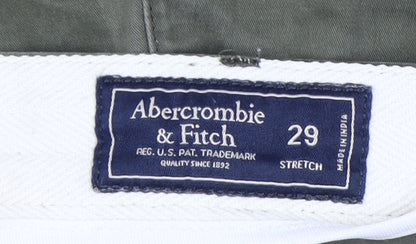 Abercrombie
& Fitch
REG. U.S. PAT. TRADEMARK
QUALITY SINCE 1892
29
STRETCH
MADE IN INDIA